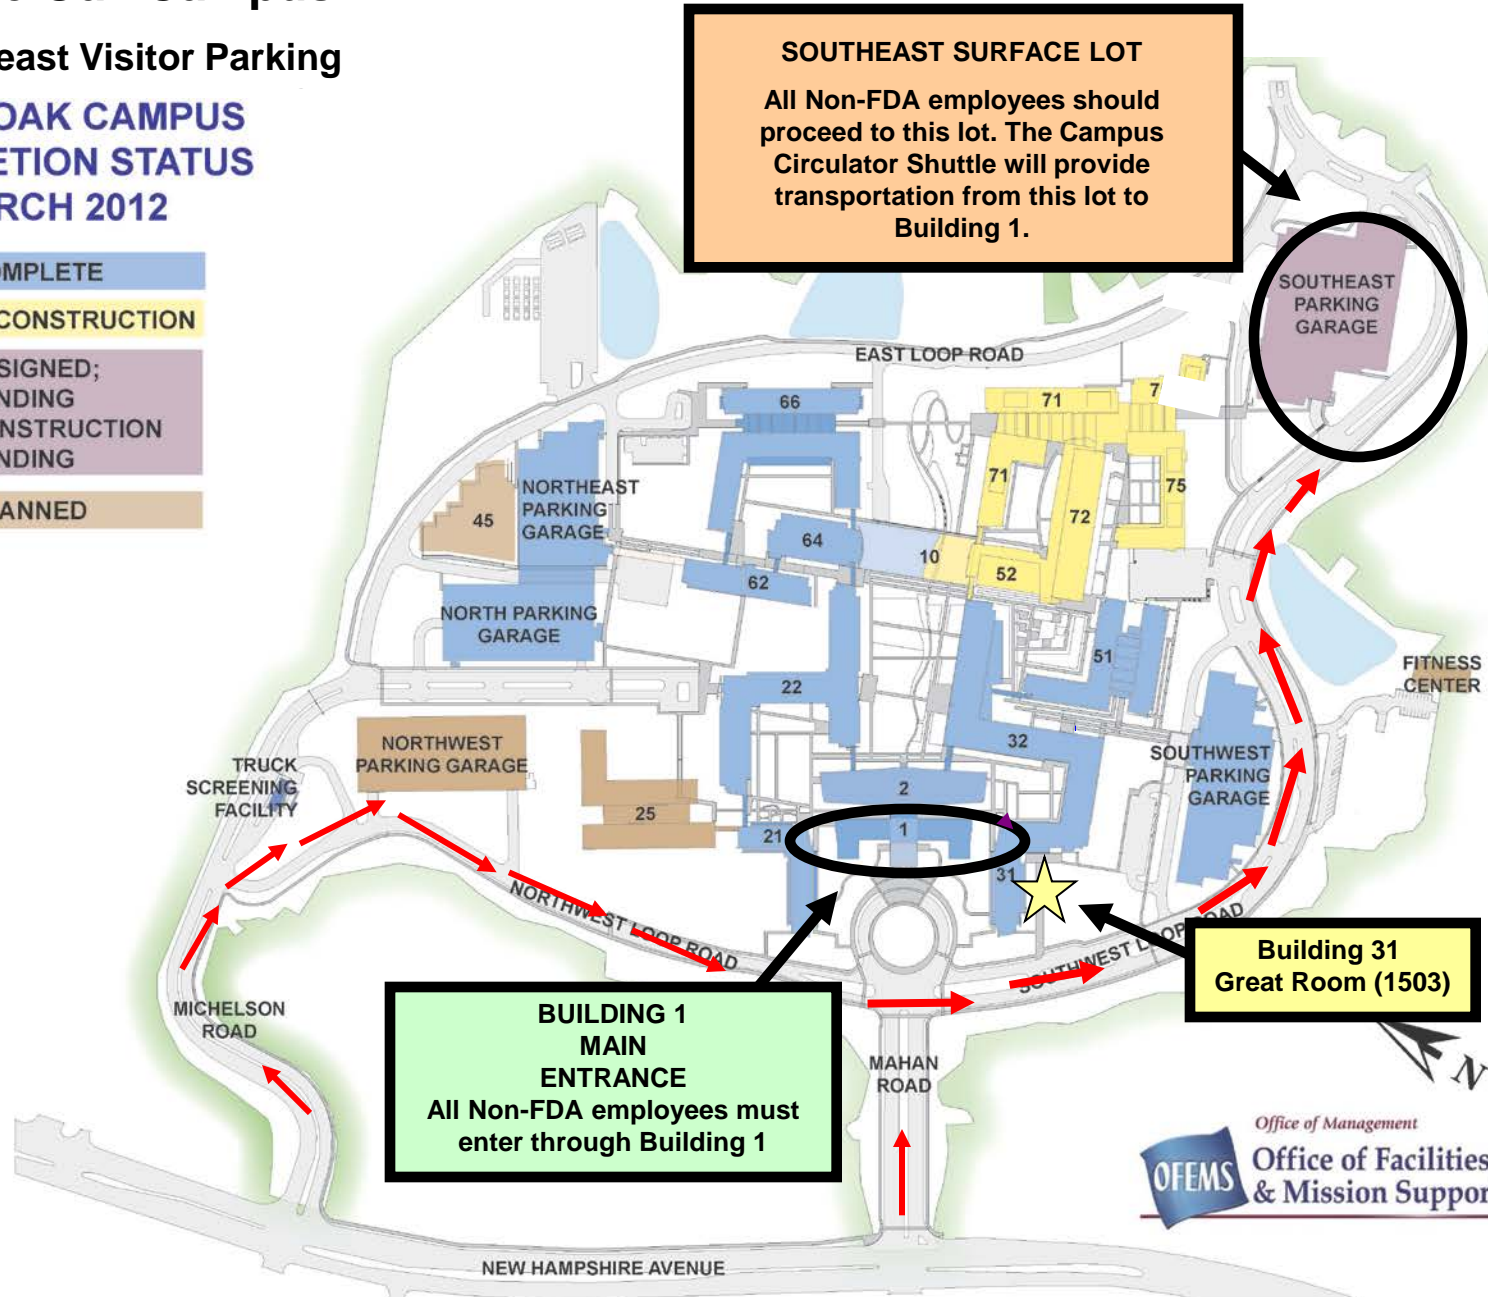 east Visitor Parking
OAK CAMPUS
ETION STATUS
RCH 2012
OMPLETE
CONSTRUCTION
SIGNED;
NDING
NSTRUCTION
NDING
ANNED
SOUTHEAST SURFACE LOT
All Non-FDA employees should
proceed to this lot. The Campus
Circulator Shuttle will provide
transportation from this lot to
Building 1.
SOUTHEAST
PARKING
GARAGE
EAST LOOP ROAD
66
71
7
71
75
72
45
NORTHEAST
PARKING
GARAGE
64
10
52
62
NORTH PARKING
GARAGE
51
22
FITNESS
CENTER
32
NORTHWEST
PARKING GARAGE
SOUTHWEST
PARKING
GARAGE
TRUCK
SCREENING
FACILITY
2
25
21
1
31
NORTHWEST LOOP ROAD
SOUTHWEST LOOP ROAD
Building 31
Great Room (1503)
MICHELSON
ROAD
BUILDING 1
MAIN
ENTRANCE
All Non-FDA employees must
enter through Building 1
MAHAN
ROAD
N
Office of Management
OFEMS
Office of Facilities
& Mission Suppor
NEW HAMPSHIRE AVENUE